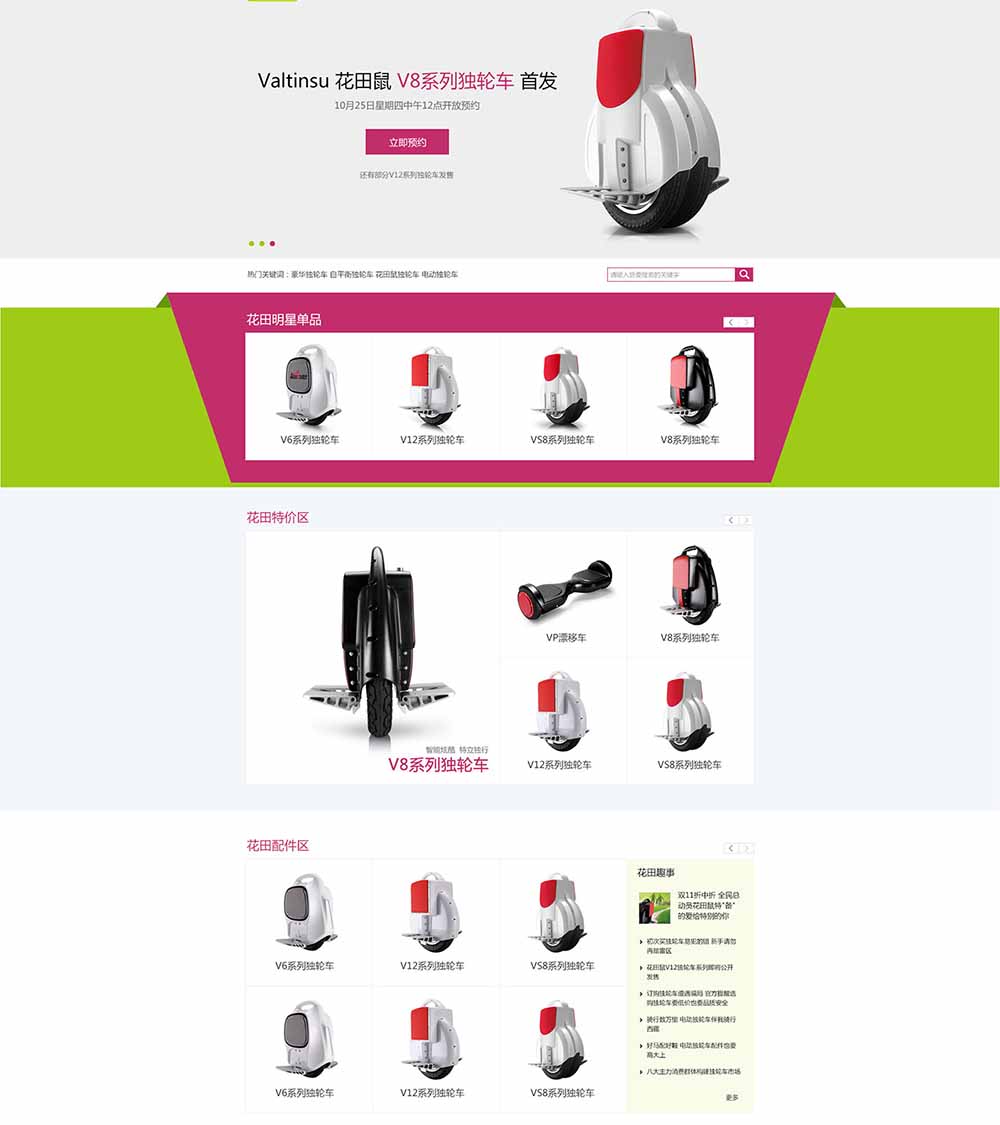 Valtinsu 花田鼠 V8系列独轮车 首发
10月25日星期四中午12点开放预约
立即预约
还有部分V12系列独轮车发售
热门关键词：豪华独轮车 自平衡独轮车 花田鼠独轮车 电动独轮车
请输入您要搜索的关键字
花田明星单品
V6系列独轮车
V12系列独轮车
VS8系列独轮车
V8系列独轮车
花田特价区
智能炫酷 特立独行
V8系列独轮车
VP漂移车
V8系列独轮车
V12系列独轮车
VS8系列独轮车
花田配件区
V6系列独轮车
V12系列独轮车
VS8系列独轮车
V6系列独轮车
V12系列独轮车
VS8系列独轮车
花田趣事
双11折中折 全民总
动员花田鼠特"备"
的爱恰特别的你
初次买独轮车易犯的错 新手请勿
再踩雷区
花田鼠V12独轮车系列即将公开
发售
订购独轮车遭遇骗局 官方提醒选
购独轮车要低价也要品质安全
骑行数万里 电动独轮车伴我骑行
西藏
好马配好鞍 电动独轮车配件也要
高大上
八大主力消费群体构建独轮车市场
更多